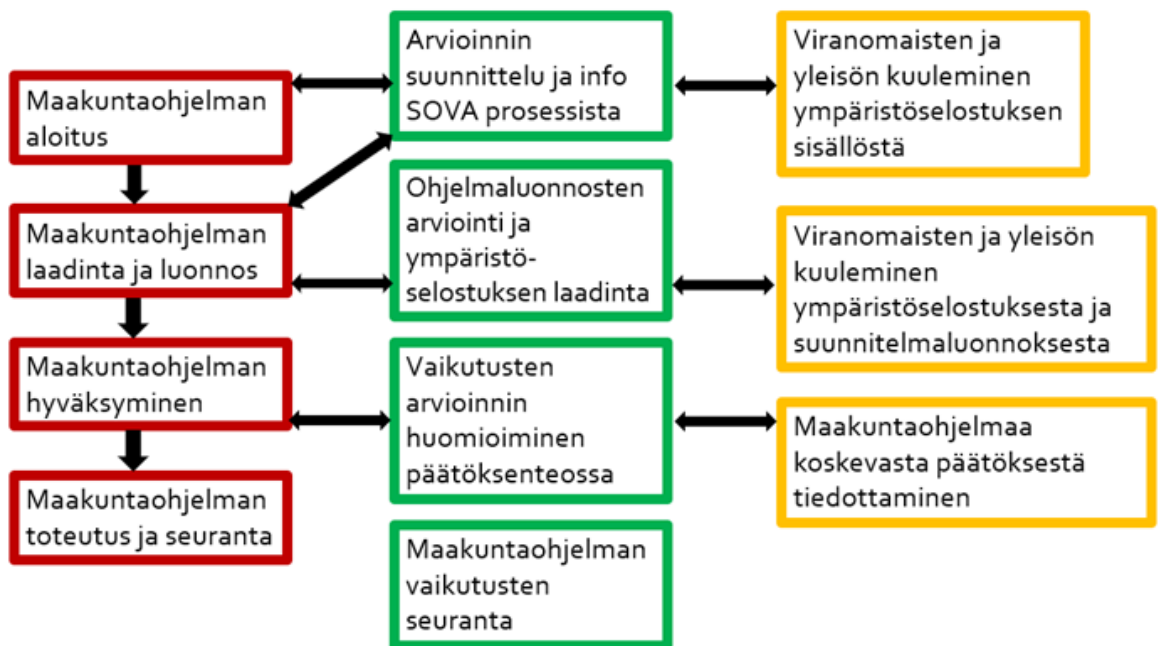 Maakuntaohjelman
aloitus
Maakuntaohjelman
laadinta ja luonnos
Maakuntaohjelman
hyväksyminen
Maakuntaohjelman
toteutus ja seuranta
Arvioinnin
suunnittelu ja info
SOVA prosessista
Ohjelmaluonnosten
arviointi ja
ympäristö-
selostuksen laadinta
Vaikutusten
arvioinnin
huomioiminen
päätöksenteossa
Maakuntaohjelman
vaikutusten
seuranta
Viranomaisten ja
yleisön kuuleminen
ympäristöselostuksen
sisällöstä
Viranomaisten ja yleisön
kuuleminen
ympäristöselostuksesta ja
suunnitelmaluonnoksesta
Maakuntaohjelmaa
koskevasta päätöksestä
tiedottaminen